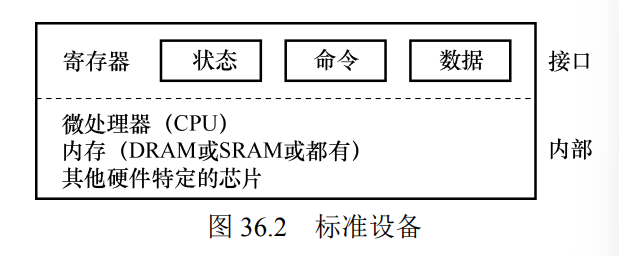 寄存器 状态 命令 数据 接口
微处理器（CPU）
内存（DRAM或SRAM或都有） 内部
其他硬件特定的芯片
图 36.2 标准设备